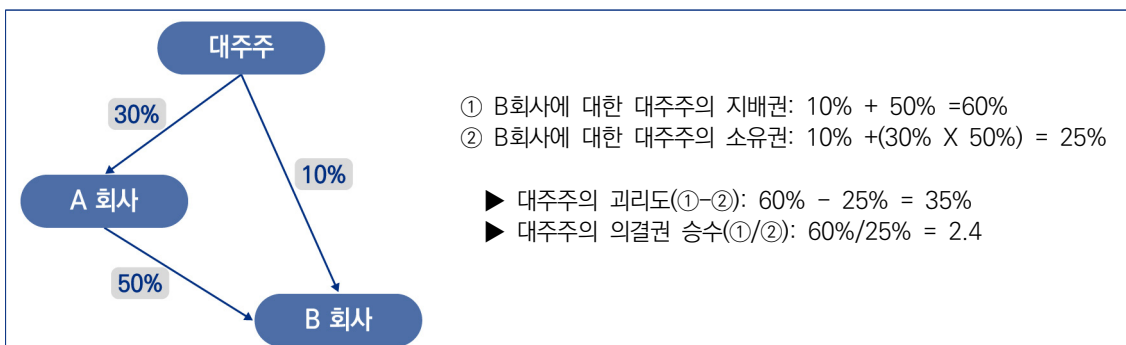 대주주
30%
10%
A 회사
50%
B 회사
① B회사에 대한 대주주의 지배권: 10% + 50% =60%
② B회사에 대한 대주주의 소유권: 10% +(30% X 50%) = 25%
▶ 대주주의 괴리도(①-②): 60% - 25% = 35%
▶ 대주주의 의결권 승수(①/②): 60%/25% = 2.4